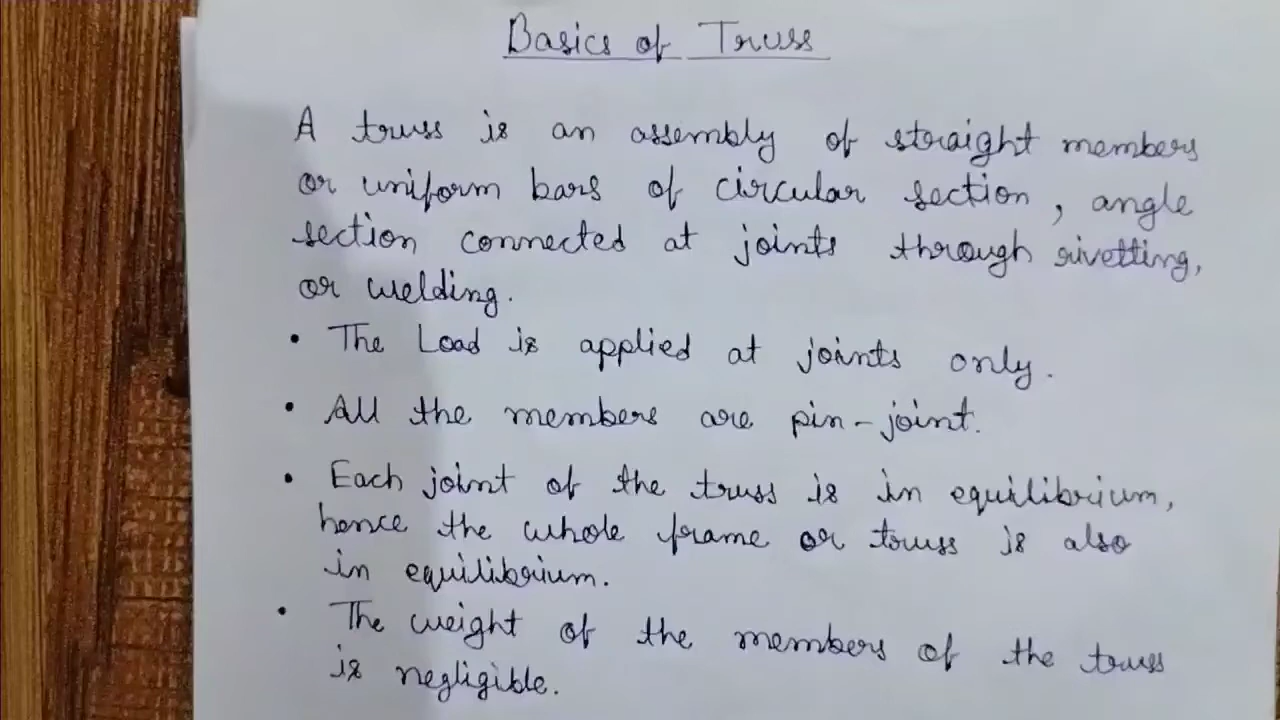 Basics of Truss
A truss is an assembly of straight members
or uniform bars of circular section, angle
section connected at joints through rivetting,
or welding.
• The Load is applied at joints only.
• All the members are pin-joint.
• Each joint of the truss is in equilibrium,
hence the whole frame or truss is also
in equilibrium.
• The weight of the members of the truss
is negligible.